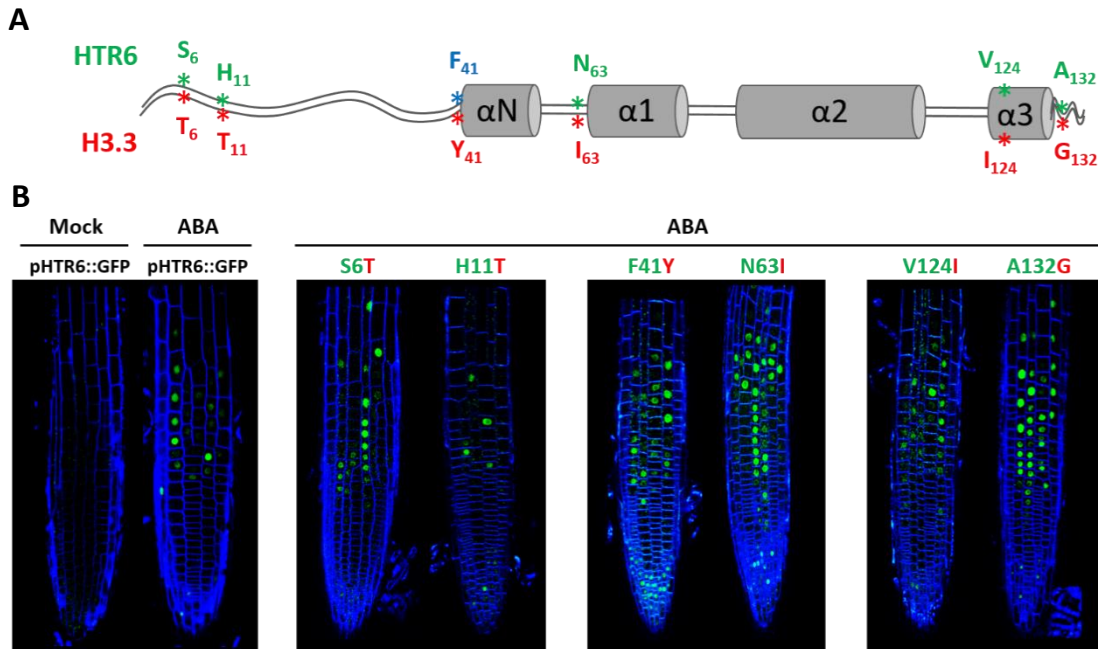 A
HTR6 S6 H11 F41 N63 V124 A132
αN α1 α2 α3
H3.3 T6 T11 Y41 I63 I124 G132
B
Mock ABA ABA
pHTR6::GFP pHTR6::GFP S6T H11T F41Y N63I V124I A132G